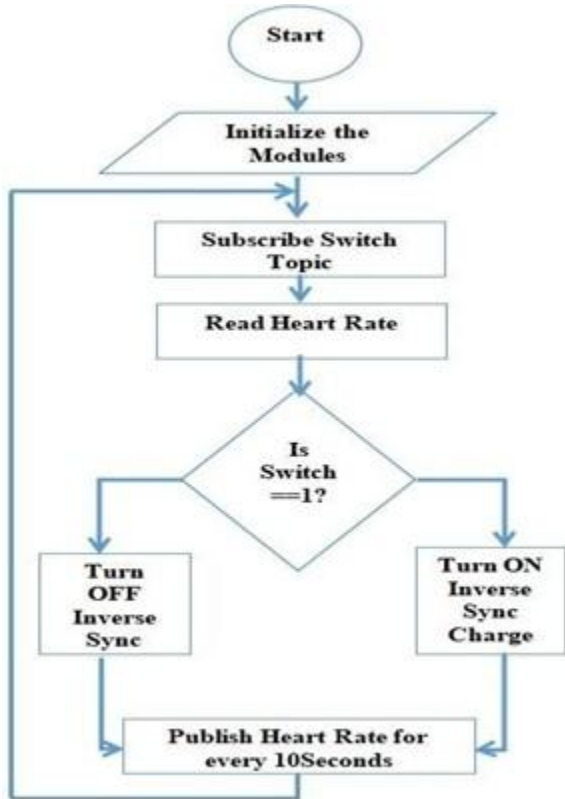 Start
Initialize the
Modules
Subscribe Switch
Topic
Read Heart Rate
Is
Switch
==1?
Turn
OFF
Inverse
Sync
Turn ON
Inverse
Sync
Charge
Publish Heart Rate for
every 10Seconds